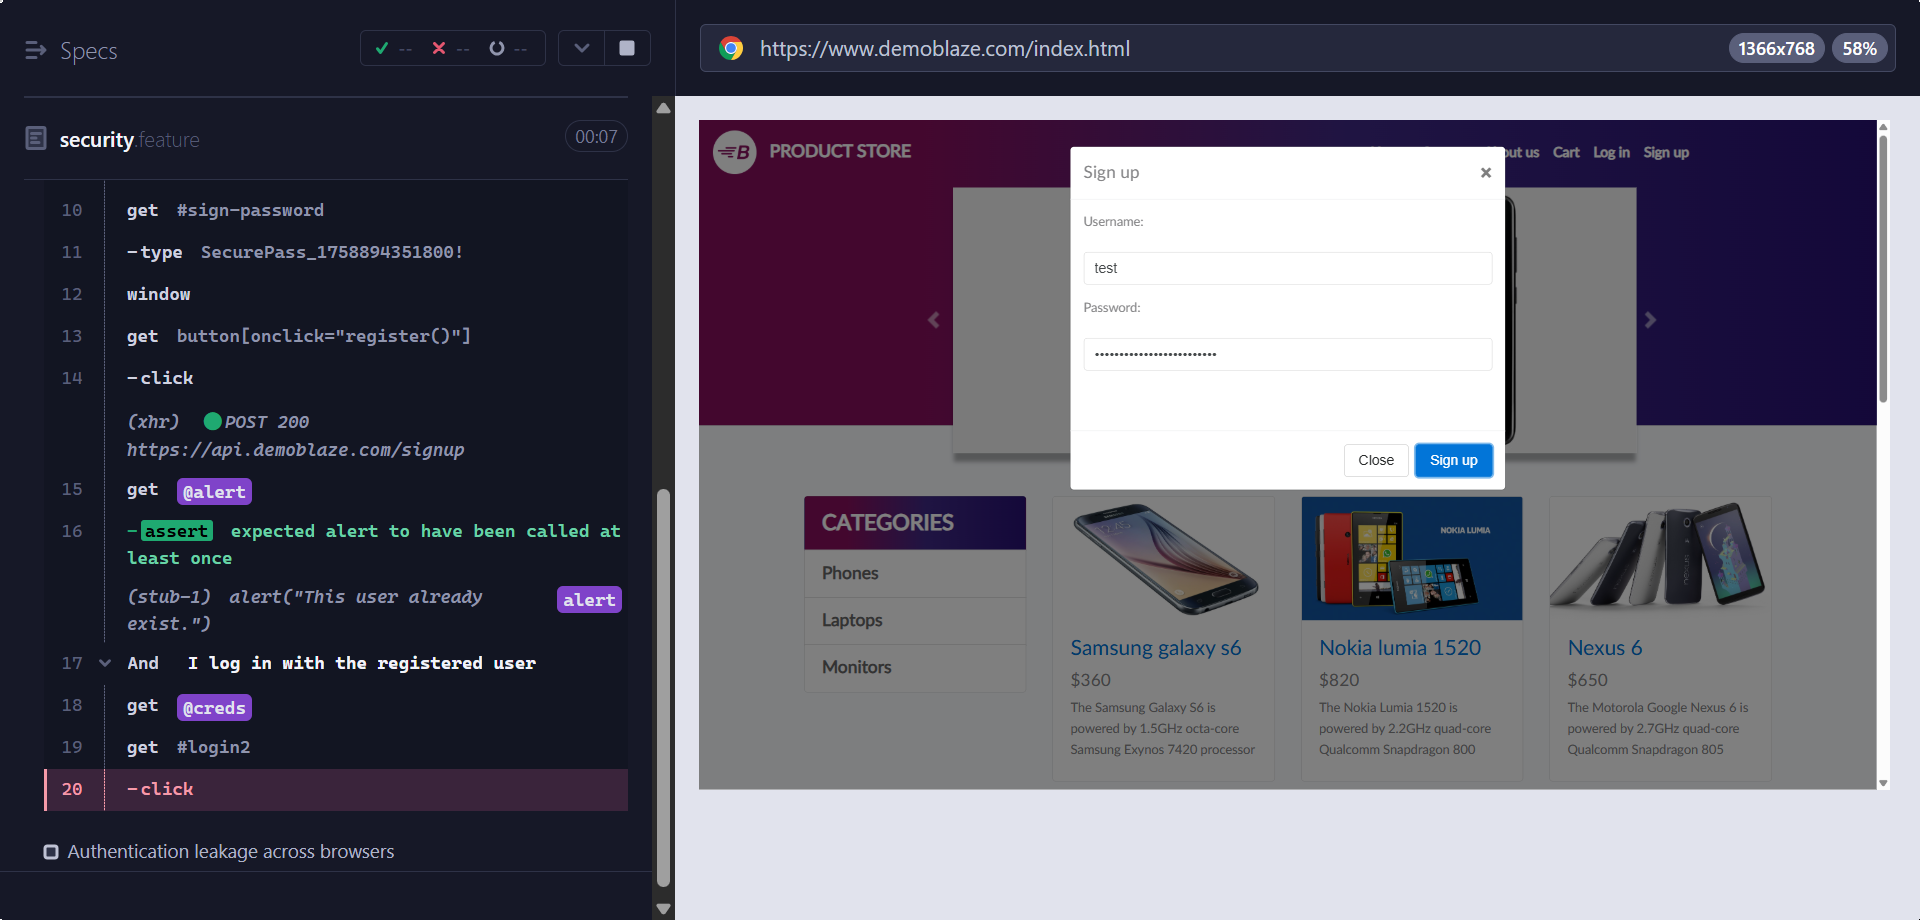 Specs
--
--
--
https://www.demoblaze.com/index.html
1366x768
58%
security.feature
00:07
10 get #sign-password
11 -type SecurePass_1758894351800!
12 window
13 get button[onclick="register()"]
14 -click
(xhr) POST 200
https://api.demoblaze.com/signup
15 get @alert
16 -assert expected alert to have been called at
least once
(stub-1) alert("This user already
exist.")
alert
17 And I log in with the registered user
18 get @creds
19 get #login2
20 -click
Authentication leakage across browsers
PRODUCT STORE
out us Cart Log in Sign up
Sign up
×
Username:
test
Password:
Close
Sign up
CATEGORIES
Phones
Laptops
Monitors
Samsung galaxy s6
$360
The Samsung Galaxy S6 is
powered by 1.5GHz octa-core
Samsung Exynos 7420 processor
NOKIA LUMIA
Nokia lumia 1520
$820
The Nokia Lumia 1520 is
powered by 2.2GHz quad-core
Qualcomm Snapdragon 800
Nexus 6
$650
The Motorola Google Nexus 6 is
powered by 2.7GHz quad-core
Qualcomm Snapdragon 805